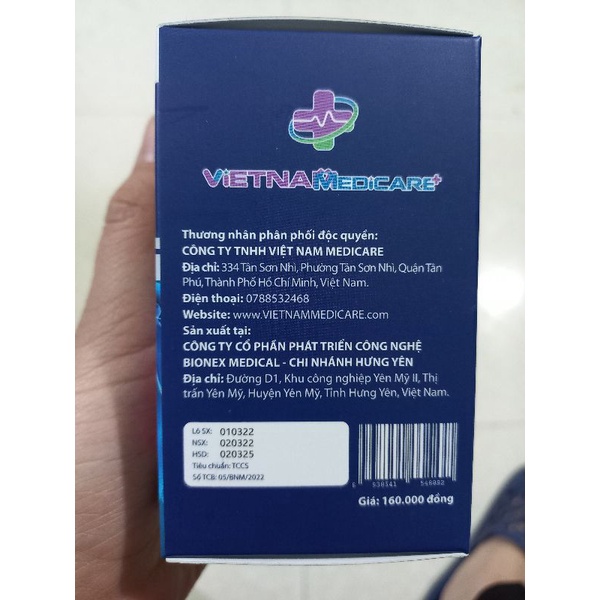 VIETNAMMEDICARE+
Thương nhân phân phối độc quyền:
CÔNG TY TNHH VIỆT NAM MEDICARE
Địa chỉ: 334 Tân Sơn Nhì, Phường Tân Sơn Nhì, Quận Tân
Phú, Thành Phố Hồ Chí Minh, Việt Nam.
Điện thoại: 0788532468
Website: www.VIETNAMMEDICARE.com
Sản xuất tại:
CÔNG TY CỔ PHẦN PHÁT TRIỂN CÔNG NGHỆ
BIONEX MEDICAL - CHI NHÁNH HƯNG YÊN
Địa chỉ: Đường D1, Khu công nghiệp Yên Mỹ II, Thị
trấn Yên Mỹ, Huyện Yên Mỹ, Tỉnh Hưng Yên, Việt Nam.
Lô SX: 010322
NSX: 020322
HSD: 020325
Tiêu chuẩn: TCCS
Số TCB: 05/BNM/2022
Giá: 160.000 đồng